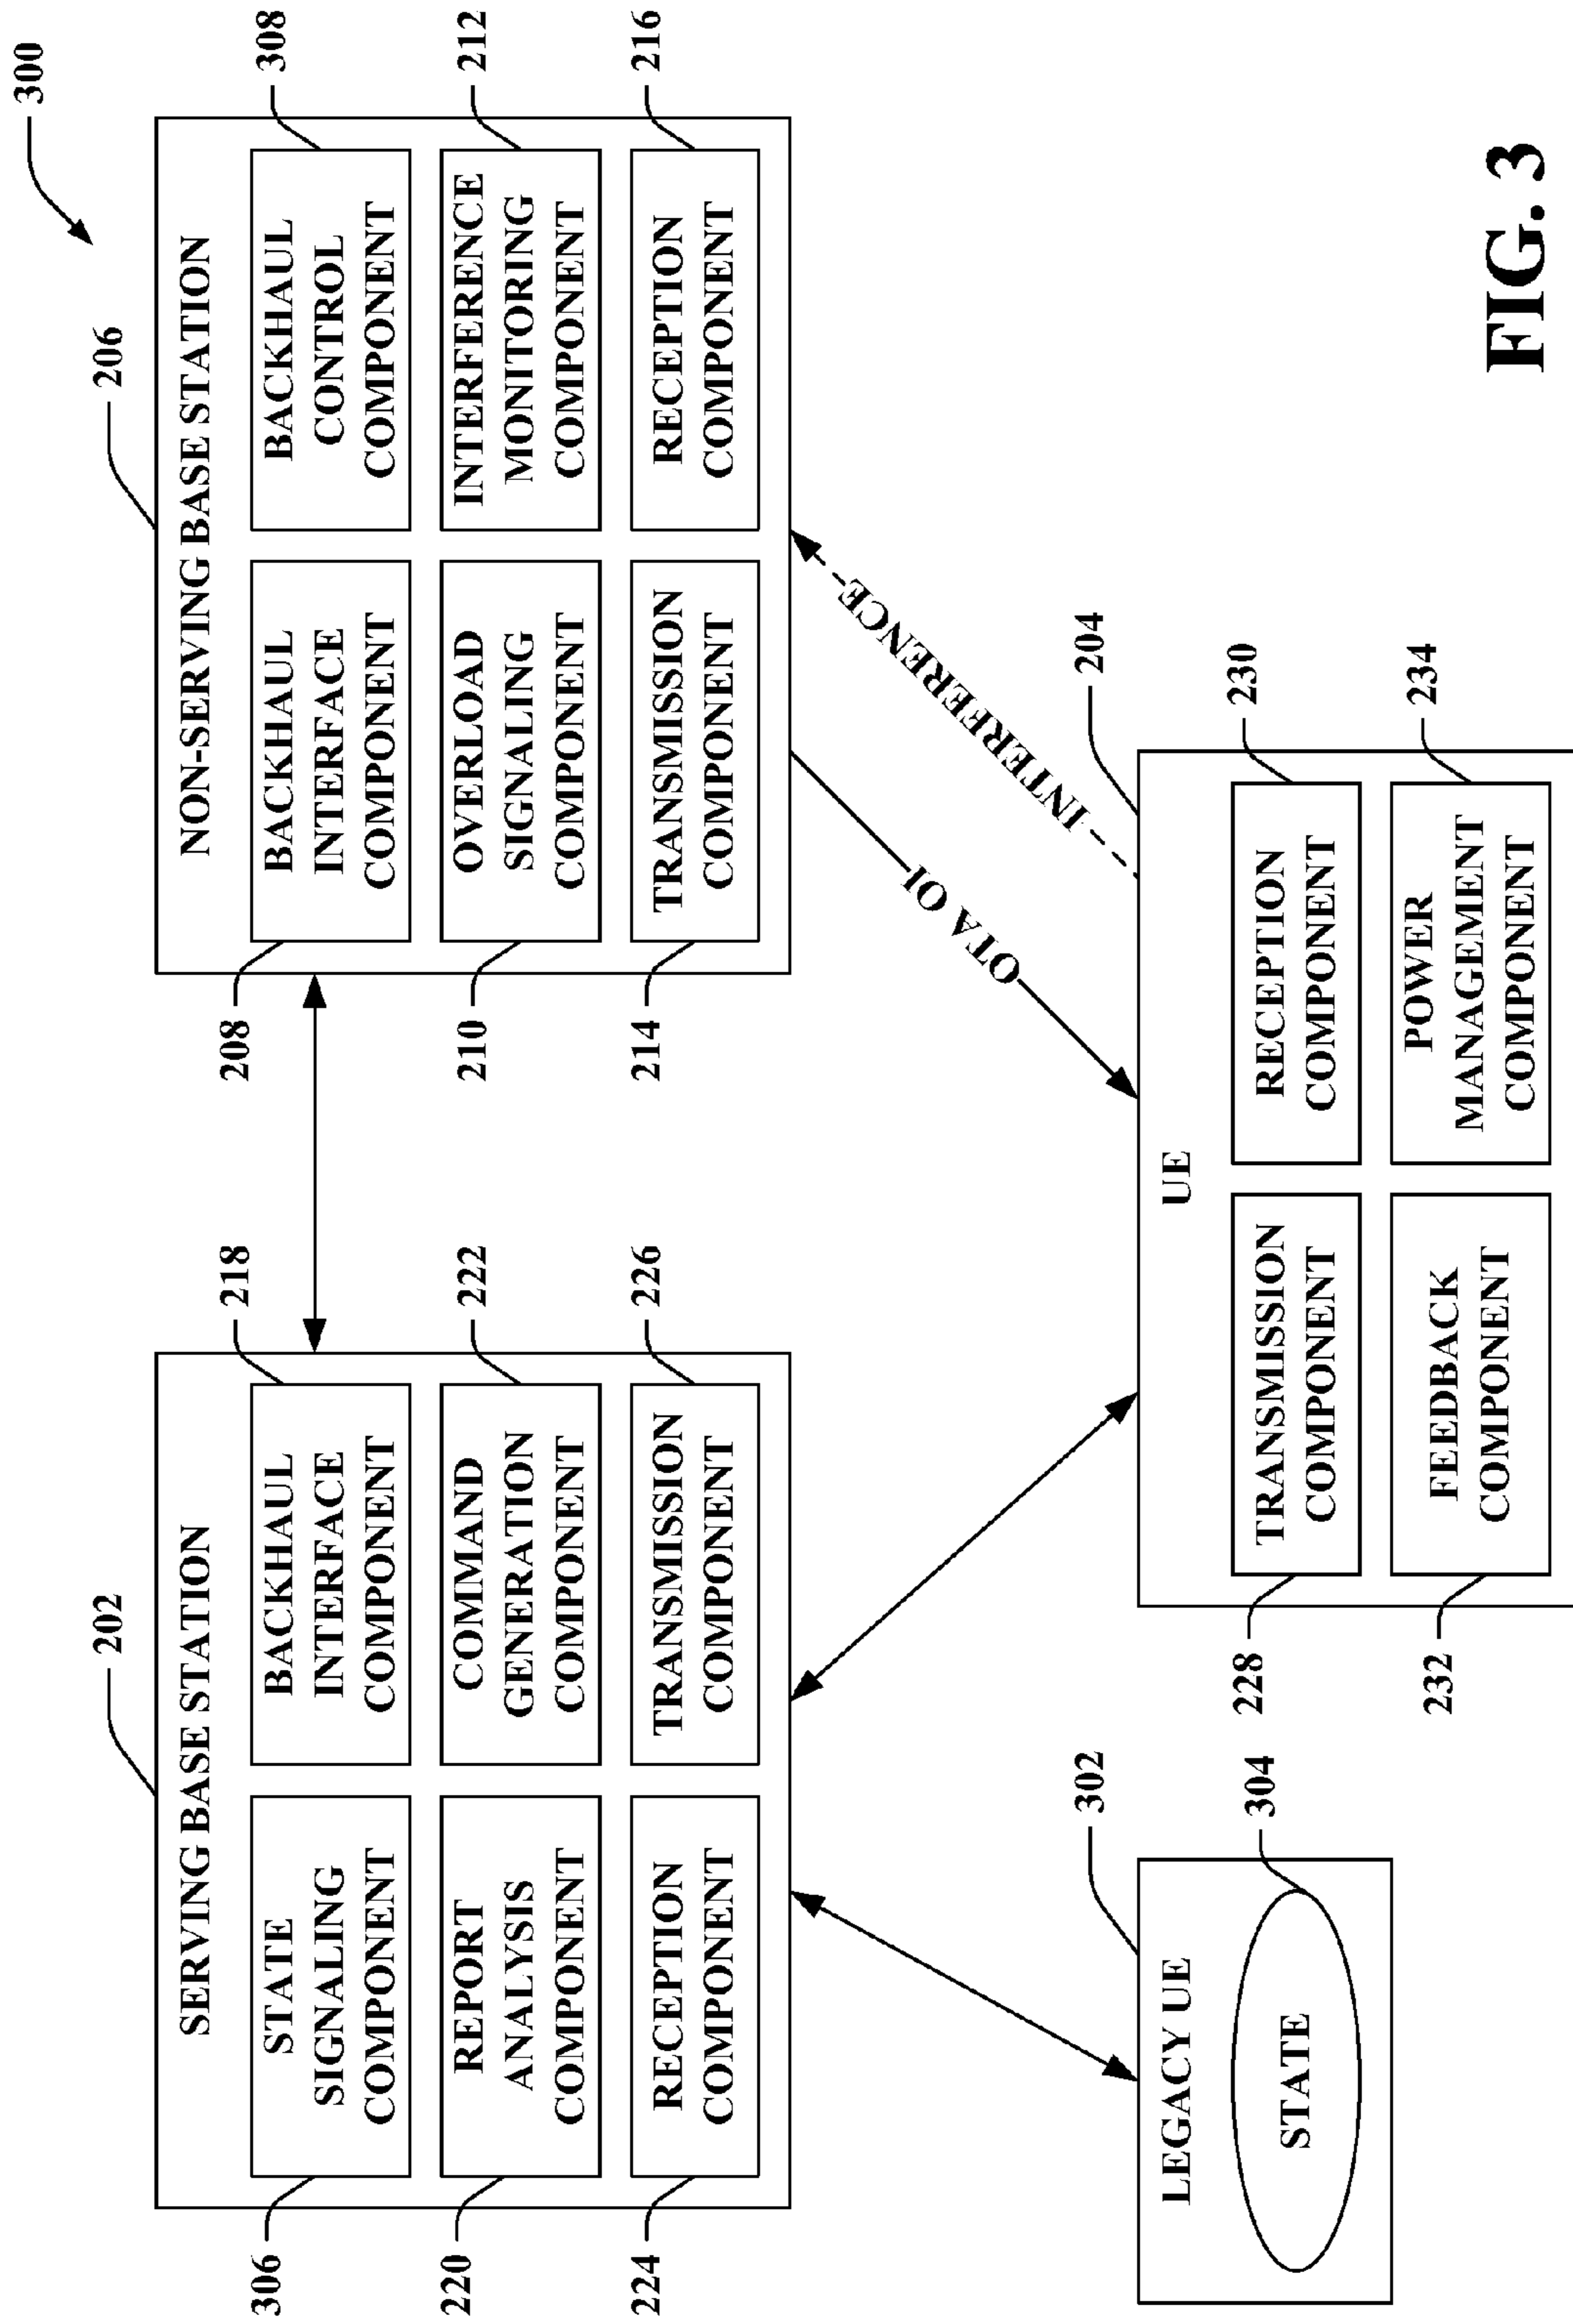 300
202
206
SERVING BASE STATION
NON-SERVING BASE STATION
306
STATE
SIGNALING
COMPONENT
BACKHAUL
INTERFACE
COMPONENT
218
208
BACKHAUL
INTERFACE
COMPONENT
BACKHAUL
CONTROL
COMPONENT
308
220
REPORT
ANALYSIS
COMPONENT
COMMAND
GENERATION
COMPONENT
222
210
OVERLOAD
SIGNALING
COMPONENT
INTERFERENCE
MONITORING
COMPONENT
212
224
RECEPTION
COMPONENT
TRANSMISSION
COMPONENT
226
214
TRANSMISSION
COMPONENT
RECEPTION
COMPONENT
216
OTA OI
INTERFERENCE
302
LEGACY UE
304
STATE
204
UE
228
TRANSMISSION
COMPONENT
RECEPTION
COMPONENT
230
232
FEEDBACK
COMPONENT
POWER
MANAGEMENT
COMPONENT
234
FIG. 3